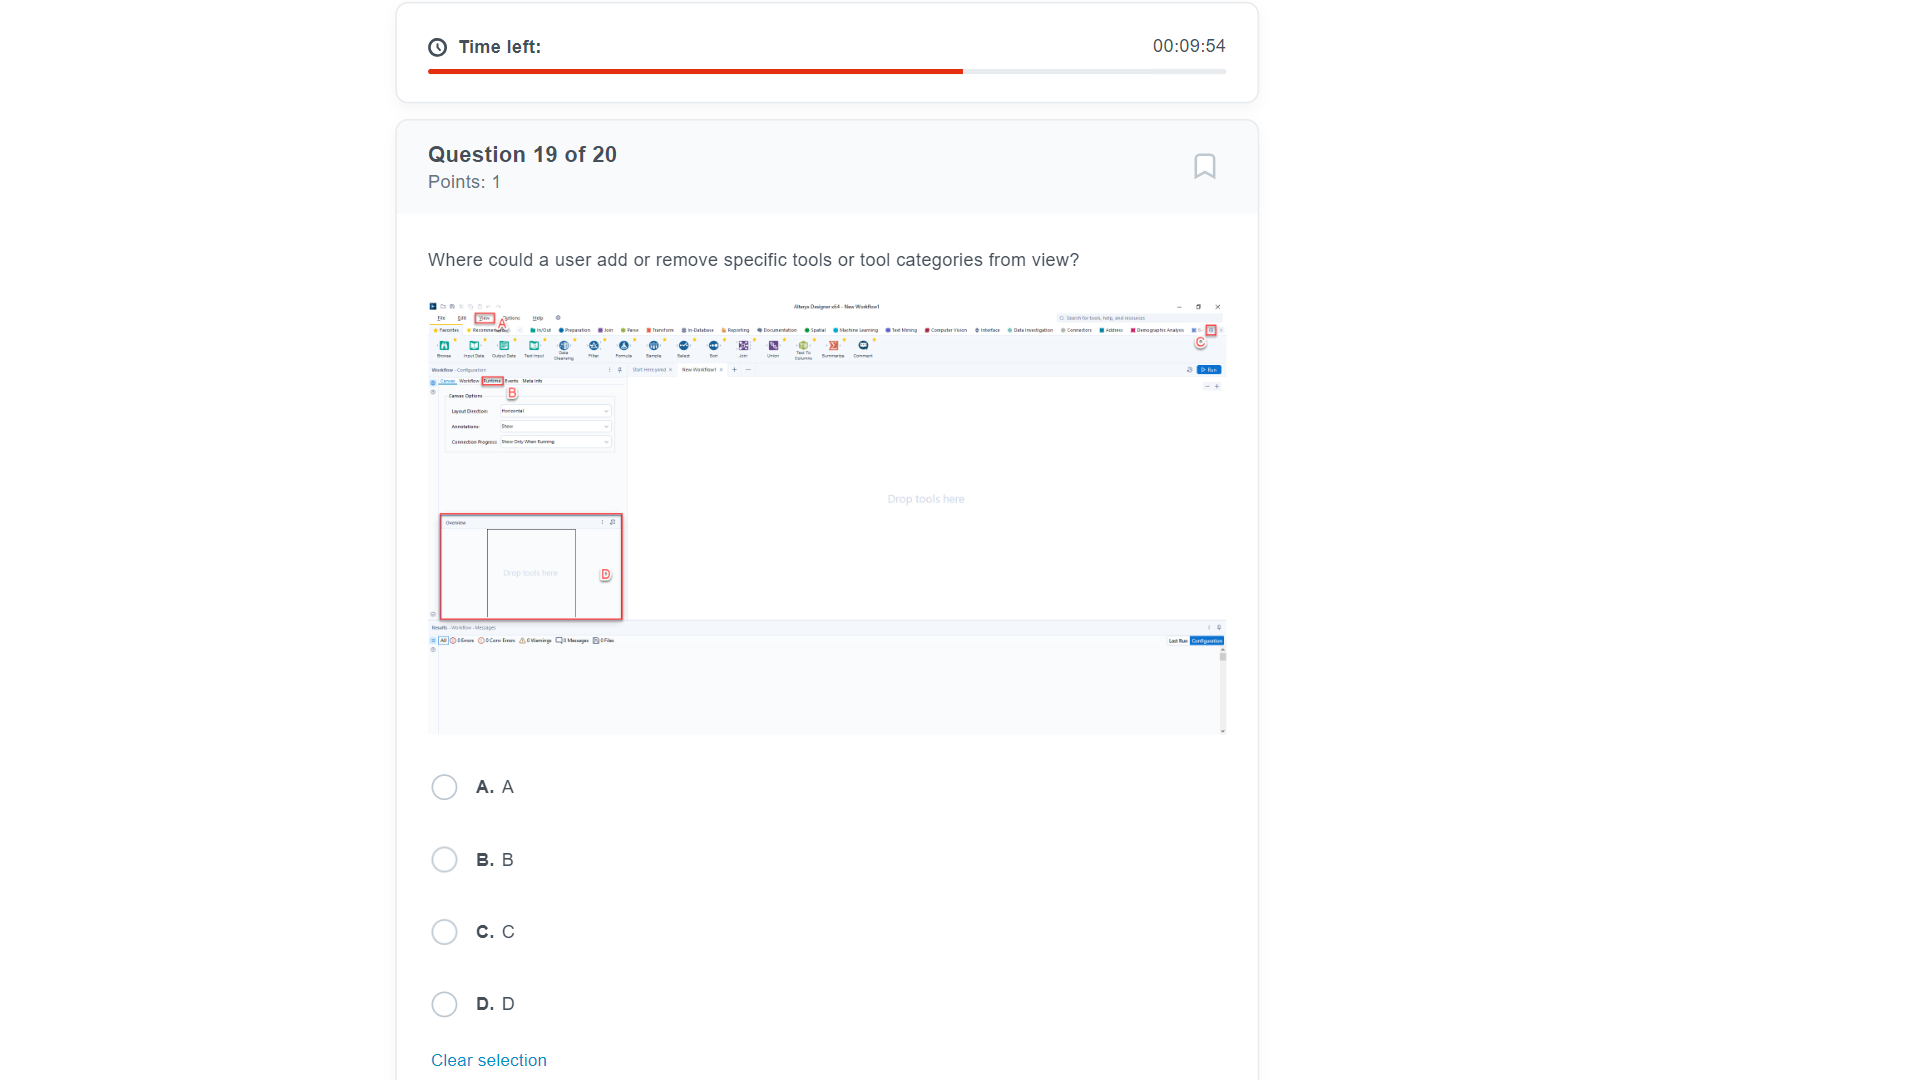 Time left:
00:09:54
Question 19 of 20
Points: 1
Where could a user add or remove specific tools or tool categories from view?
Alteryx Designer x64 - New Workflow1
File Edit View Options Help
A
Search for tools, help, and resources
Favorites Recommended In/Out Preparation Join Parse Transform In-Database Reporting Documentation Spatial Machine Learning Text Mining Computer Vision Interface Data Investigation Connectors Address Demographic Analysis
C
Browse Input Data Output Data Text Input Data Cleansing Filter Formula Sample Select Sort Join Union Text To Columns Summarize Comment
Workflow - Configuration
Start Here.yxmd New Workflow1
Run
Canvas Workflow Runtime Events Meta Info
B
Canvas Options
Layout Direction: Horizontal
Annotations: Show
Connection Progress Show Only When Running
Drop tools here
Overview
Drop tools here
D
Results - Workflow - Messages
All 0 Errors 0 Conv Errors 0 Warnings 0 Messages 0 Files
Last Run Configuration
A. A
B. B
C. C
D. D
Clear selection